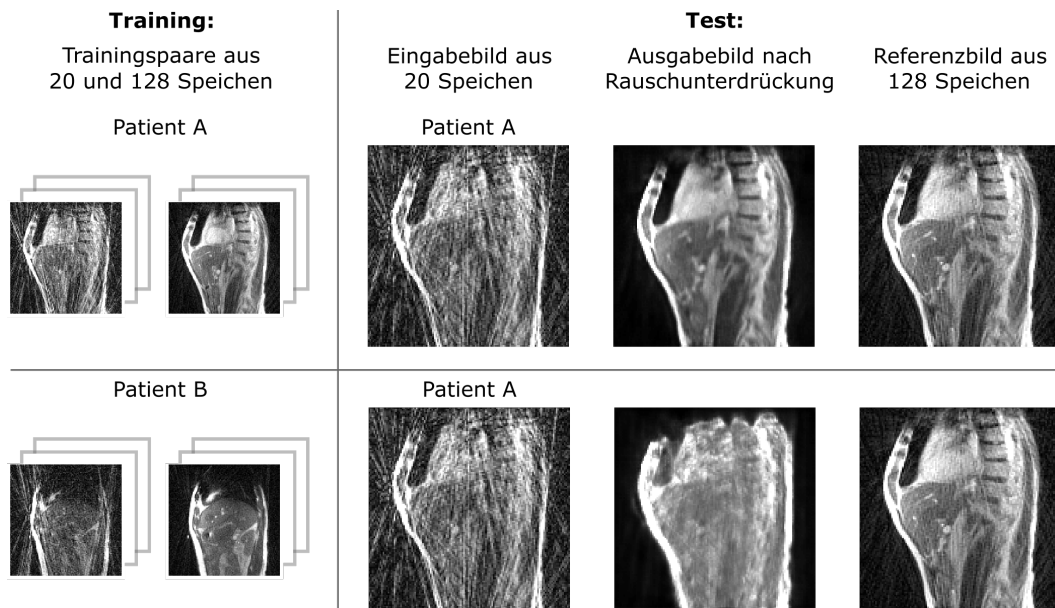 Training:
Trainingspaare aus
20 und 128 Speichen
Patient A
Test:
Eingabebild aus
20 Speichen
Ausgabebild nach
Rauschunterdrückung
Referenzbild aus
128 Speichen
Patient A
Patient B
Patient A